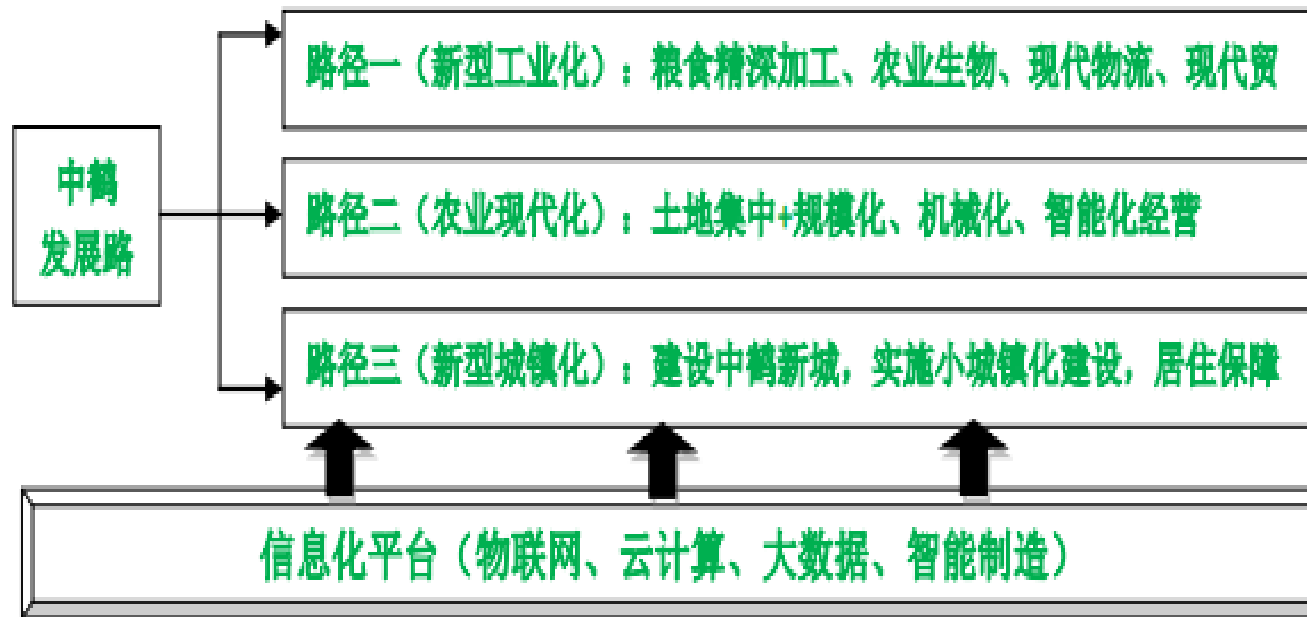 路径一（新型工业化）：粮食精深加工、农业生物、现代物流、现代贸
中鹤
发展路
路径二（农业现代化）：土地集中+规模化、机械化、智能化经营
路径三（新型城镇化）：建设中鹤新城，实施小城镇化建设，居住保障
信息化平台（物联网、云计算、大数据、智能制造）